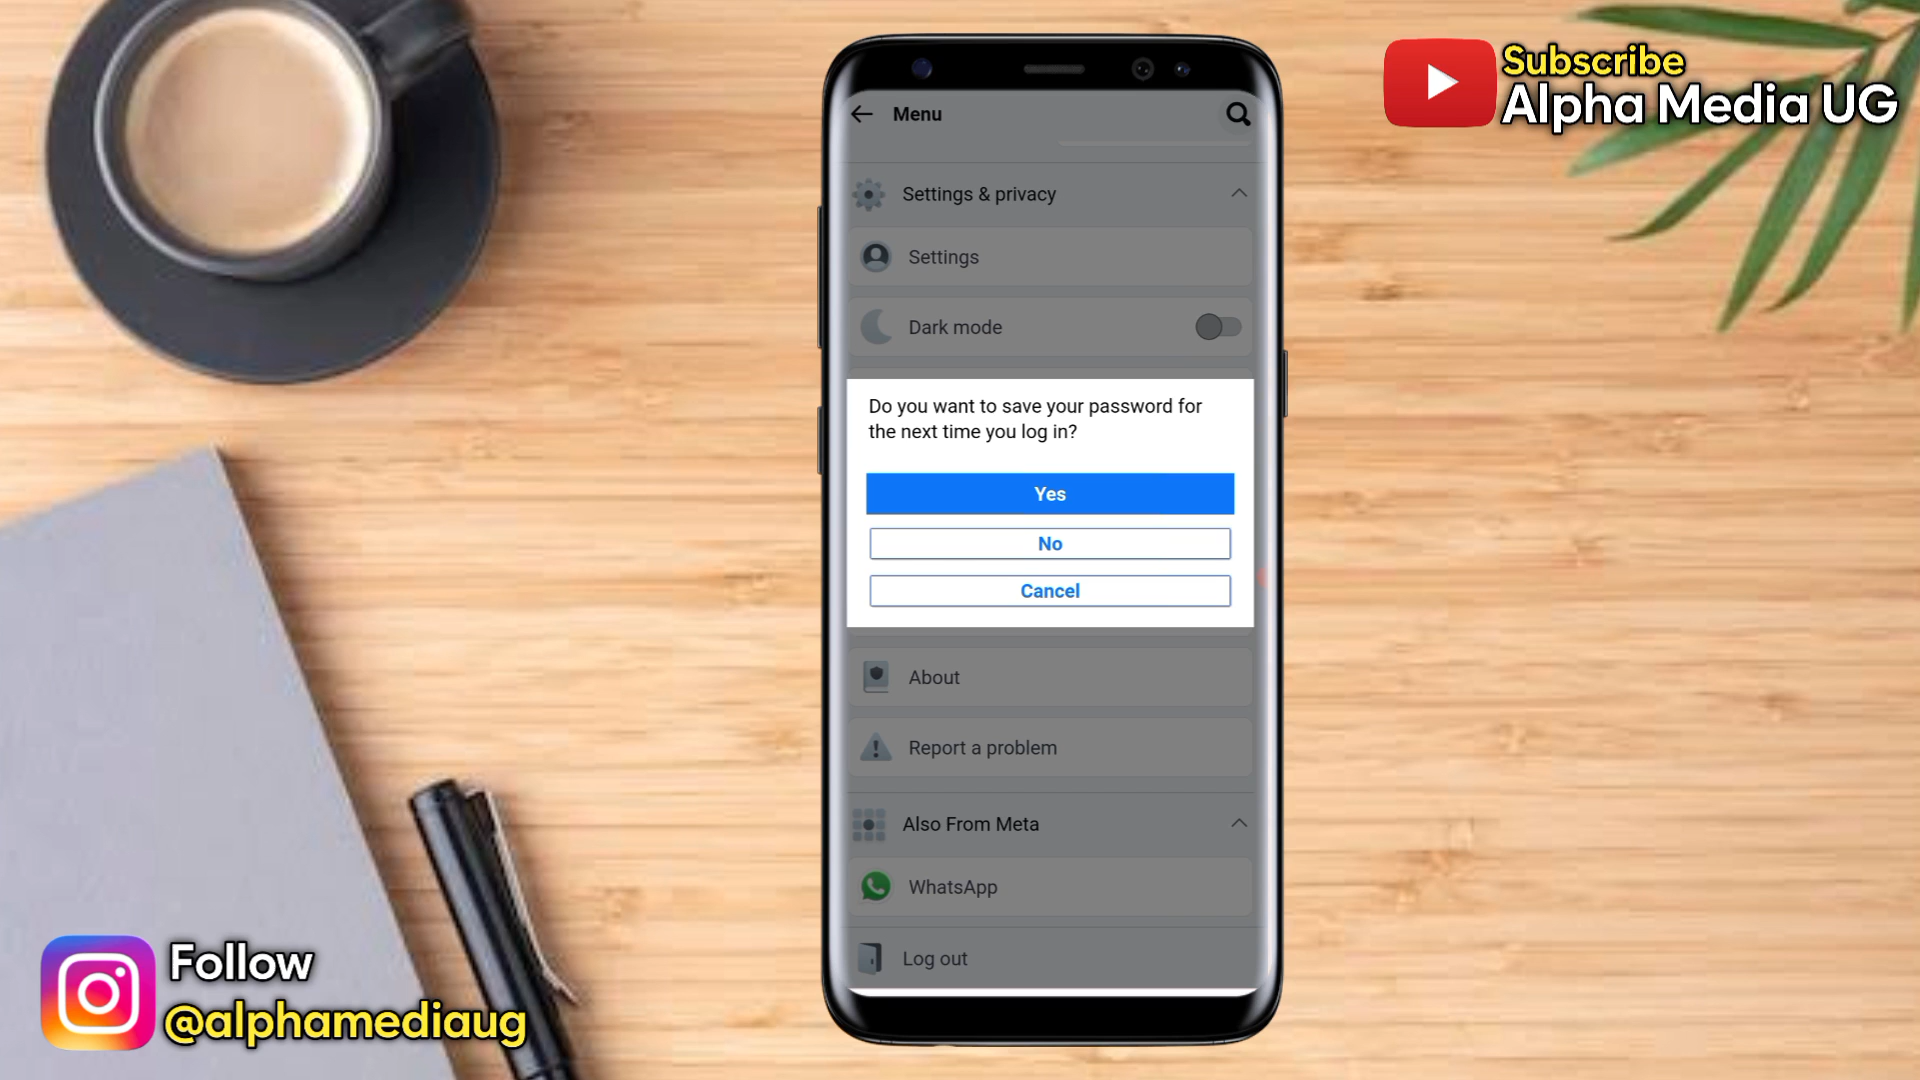 Subscribe
Alpha Media UG
Menu
Settings & privacy
Settings
Dark mode
Do you want to save your password for
the next time you log in?
Yes
No
Cancel
About
Report a problem
Also From Meta
WhatsApp
Log out
Follow
@alphamediaug